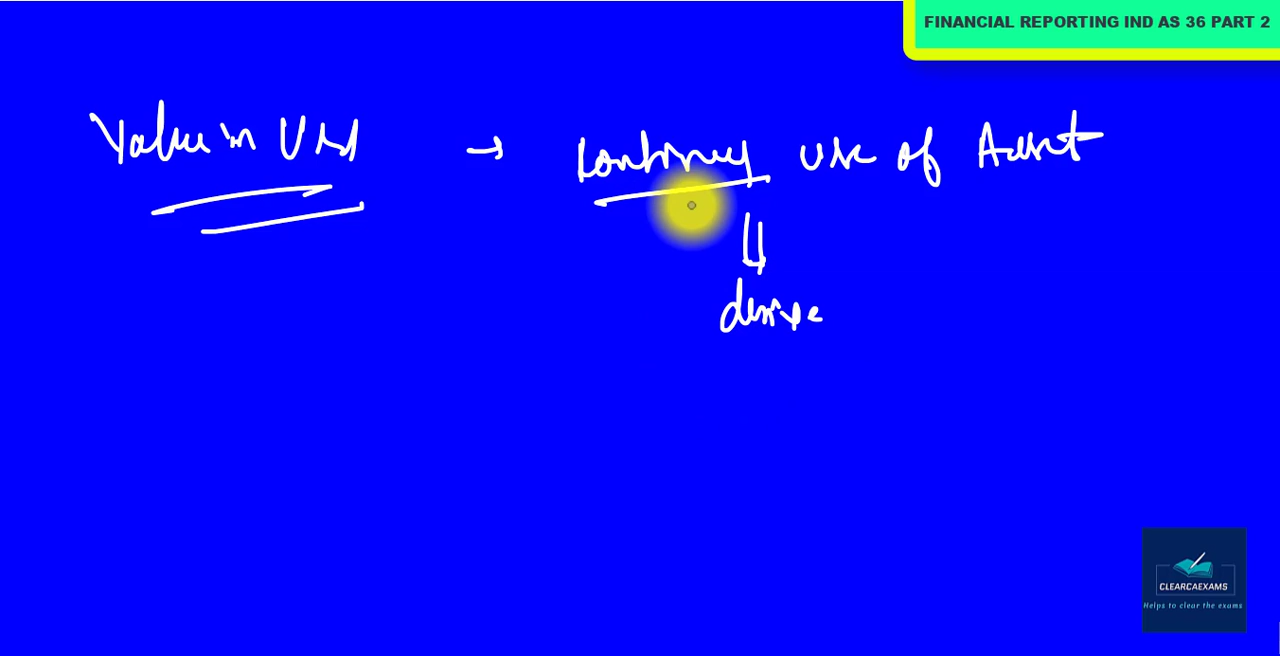 FINANCIAL REPORTING IND AS 36 PART 2
Value in Use → Continuing use of Asset
derive
CLEARCAEXAMS
Helps to clear the exams